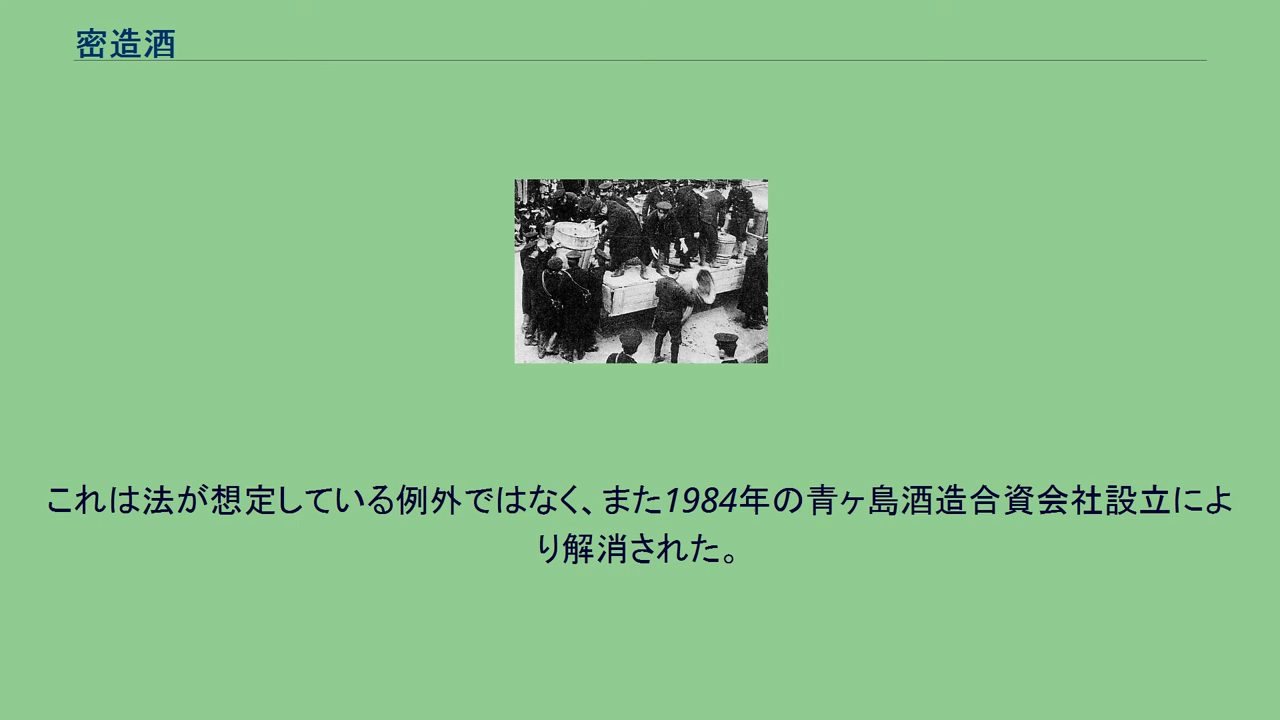 密造酒
これは法が想定している例外ではなく、また1984年の青ヶ島酒造合資会社設立によ
り解消された。